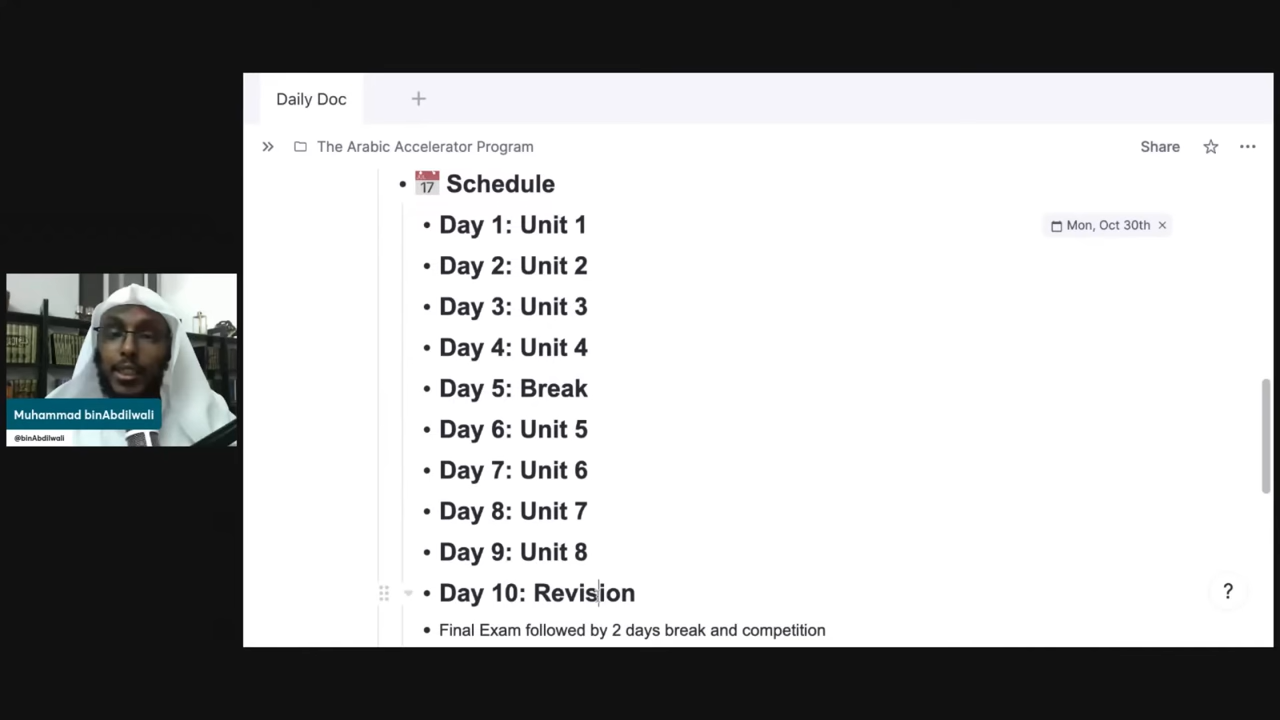 Daily Doc
The Arabic Accelerator Program
Share
17 Schedule
Day 1: Unit 1
Mon, Oct 30th
Day 2: Unit 2
Day 3: Unit 3
Day 4: Unit 4
Day 5: Break
Day 6: Unit 5
Day 7: Unit 6
Day 8: Unit 7
Day 9: Unit 8
Day 10: Revision
Final Exam followed by 2 days break and competition
Muhammad binAbdilwali
@binAbdilwali
?